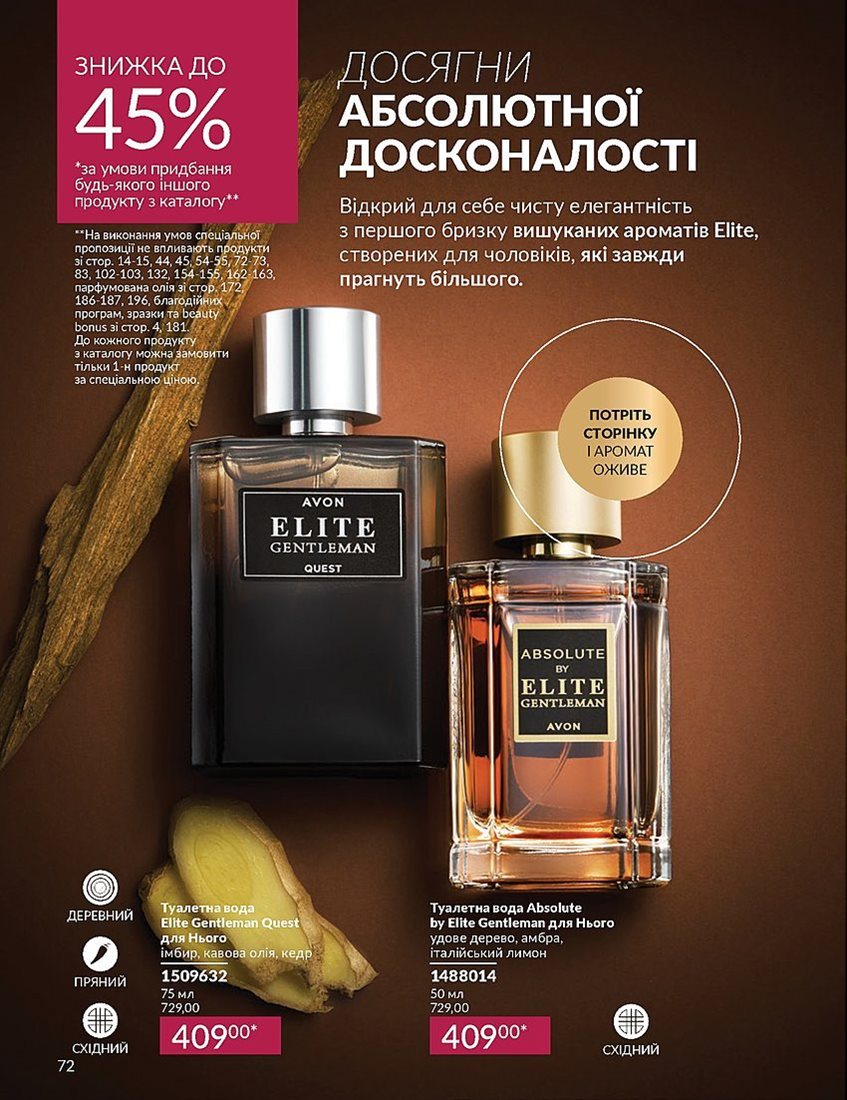 ЗНИЖКА ДО
45%
*за умови придбання
будь-якого іншого
продукту з каталогу**
**На виконання умов спеціальної
пропозиції не впливають продукти
зі стор. 14-15, 44, 45, 54-55, 72-73,
83, 102-103, 132, 154-155, 162-163,
парфумована олія зі стор. 172,
186-187, 196, благодійних
програм, зразки та beauty
bonus зі стор. 4, 181.
До кожного продукту
з каталогу можна замовити
тільки 1-н продукт
за спеціальною ціною.
ДОСЯГНИ
АБСОЛЮТНОЇ
ДОСКОНАЛОСТІ
Відкрий для себе чисту елегантність
з першого бризку вишуканих ароматів Elite,
створених для чоловіків, які завжди
прагнуть більшого.
ПОТРІТЬ
СТОРІНКУ
І АРОМАТ
ОЖИВЕ
AVON
ELITE
GENTLEMAN
QUEST
ABSOLUTE
BY
ELITE
GENTLEMAN
AVON
ДЕРЕВНИЙ
ПРЯНИЙ
СХІДНИЙ
Туалетна вода
Elite Gentleman Quest
для Нього
імбир, кавова олія, кедр
1509632
75 мл
729,00
40900*
Туалетна вода Absolute
by Elite Gentleman для Нього
удове дерево, амбра,
італійський лимон
1488014
50 мл
729,00
40900*
СХІДНИЙ
72